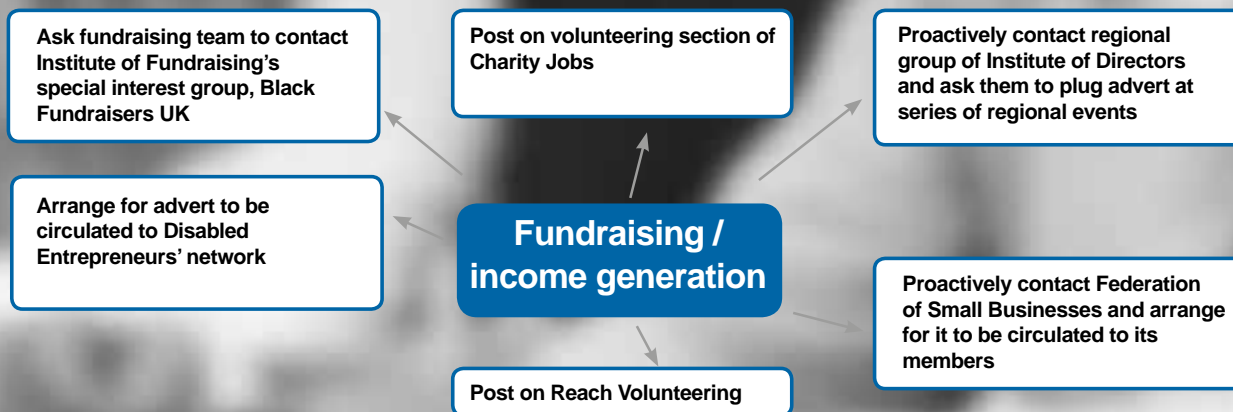 Ask fundraising team to contact
Institute of Fundraising's
special interest group, Black
Fundraisers UK
Post on volunteering section of
Charity Jobs
Proactively contact regional
group of Institute of Directors
and ask them to plug advert at
series of regional events
Arrange for advert to be
circulated to Disabled
Entrepreneurs' network
Fundraising /
income generation
Proactively contact Federation
of Small Businesses and arrange
for it to be circulated to its
members
Post on Reach Volunteering